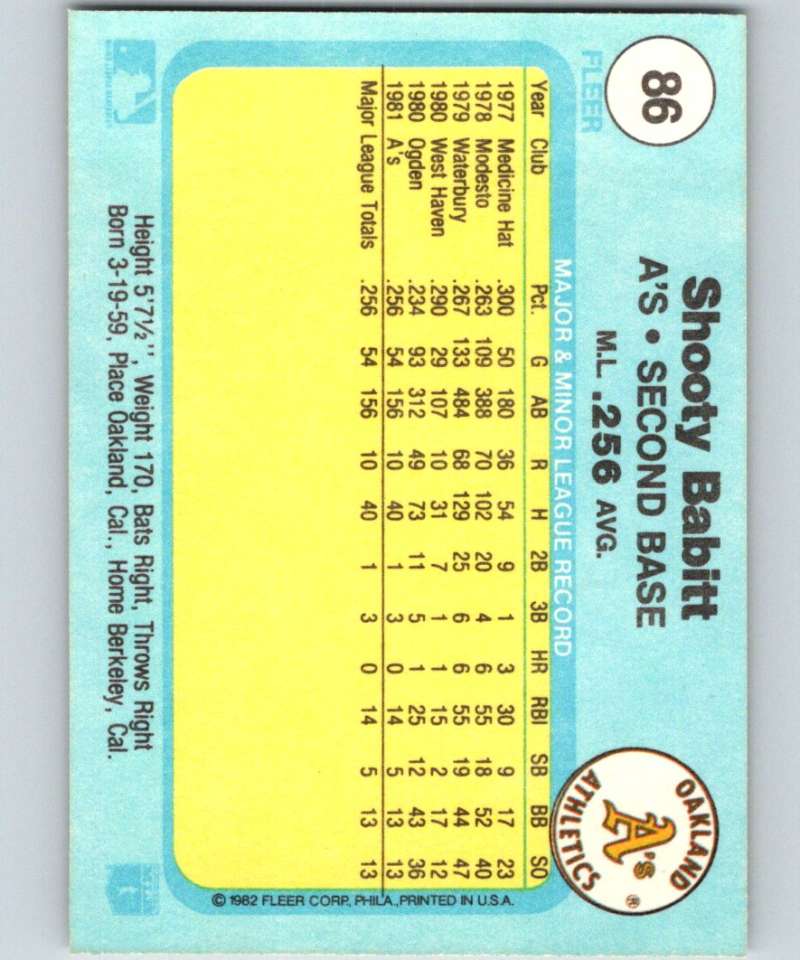 86
FLEER
Shooty Babitt
A'S • SECOND BASE
M.L. .256 AVG.
OAKLAND
A's
ATHLETICS
®
MAJOR & MINOR LEAGUE RECORD
Year Club Pct. G AB R H 2B 3B HR RBI SB BB SO
1977 Medicine Hat .300 50 180 36 54 9 1 3 30 9 17 23
1978 Modesto .263 109 388 70 102 20 4 6 55 18 52 40
1979 Waterbury .267 133 484 68 129 25 6 6 55 19 44 47
1980 West Haven .290 29 107 10 31 7 1 1 15 2 17 12
1980 Ogden .234 93 312 49 73 11 5 1 25 12 43 36
1981 A's .256 54 156 10 40 1 3 0 14 5 13 13
Major League Totals .256 54 156 10 40 1 3 0 14 5 13 13
© 1982 FLEER CORP., PHILA., PRINTED IN U.S.A.
Height 5'7½", Weight 170, Bats Right, Throws Right
Born 3-19-59, Place Oakland, Cal., Home Berkeley, Cal.